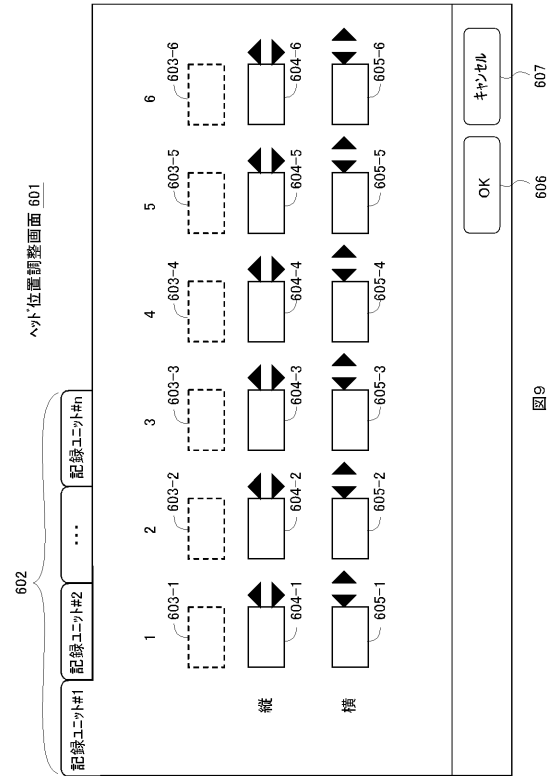 ヘッド位置調整画面 601
602
記録ユニット#1 記録ユニット#2 ... 記録ユニット#n
1 2 3 4 5 6
603-1 603-2 603-3 603-4 603-5 603-6
縦
604-1 604-2 604-3 604-4 604-5 604-6
横
605-1 605-2 605-3 605-4 605-5 605-6
OK キャンセル
606 607
図9